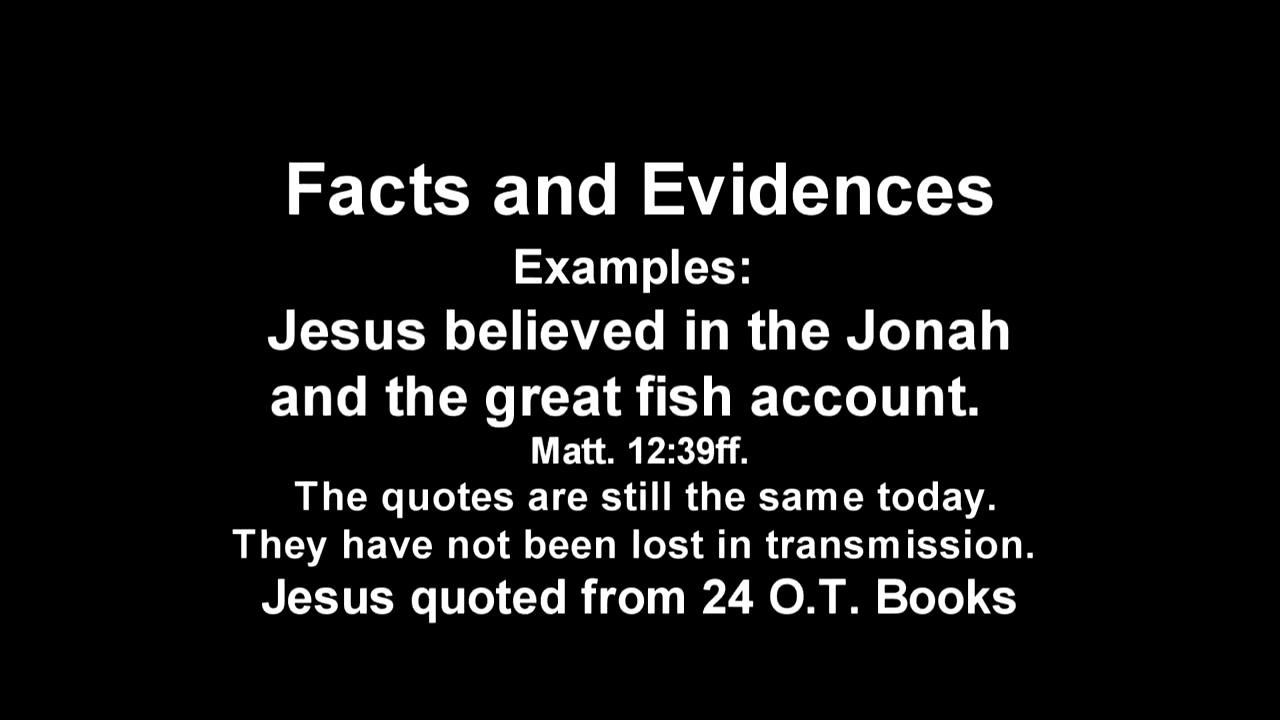 Facts and Evidences
Examples:
Jesus believed in the Jonah
and the great fish account.
Matt. 12:39ff.
The quotes are still the same today.
They have not been lost in transmission.
Jesus quoted from 24 O.T. Books